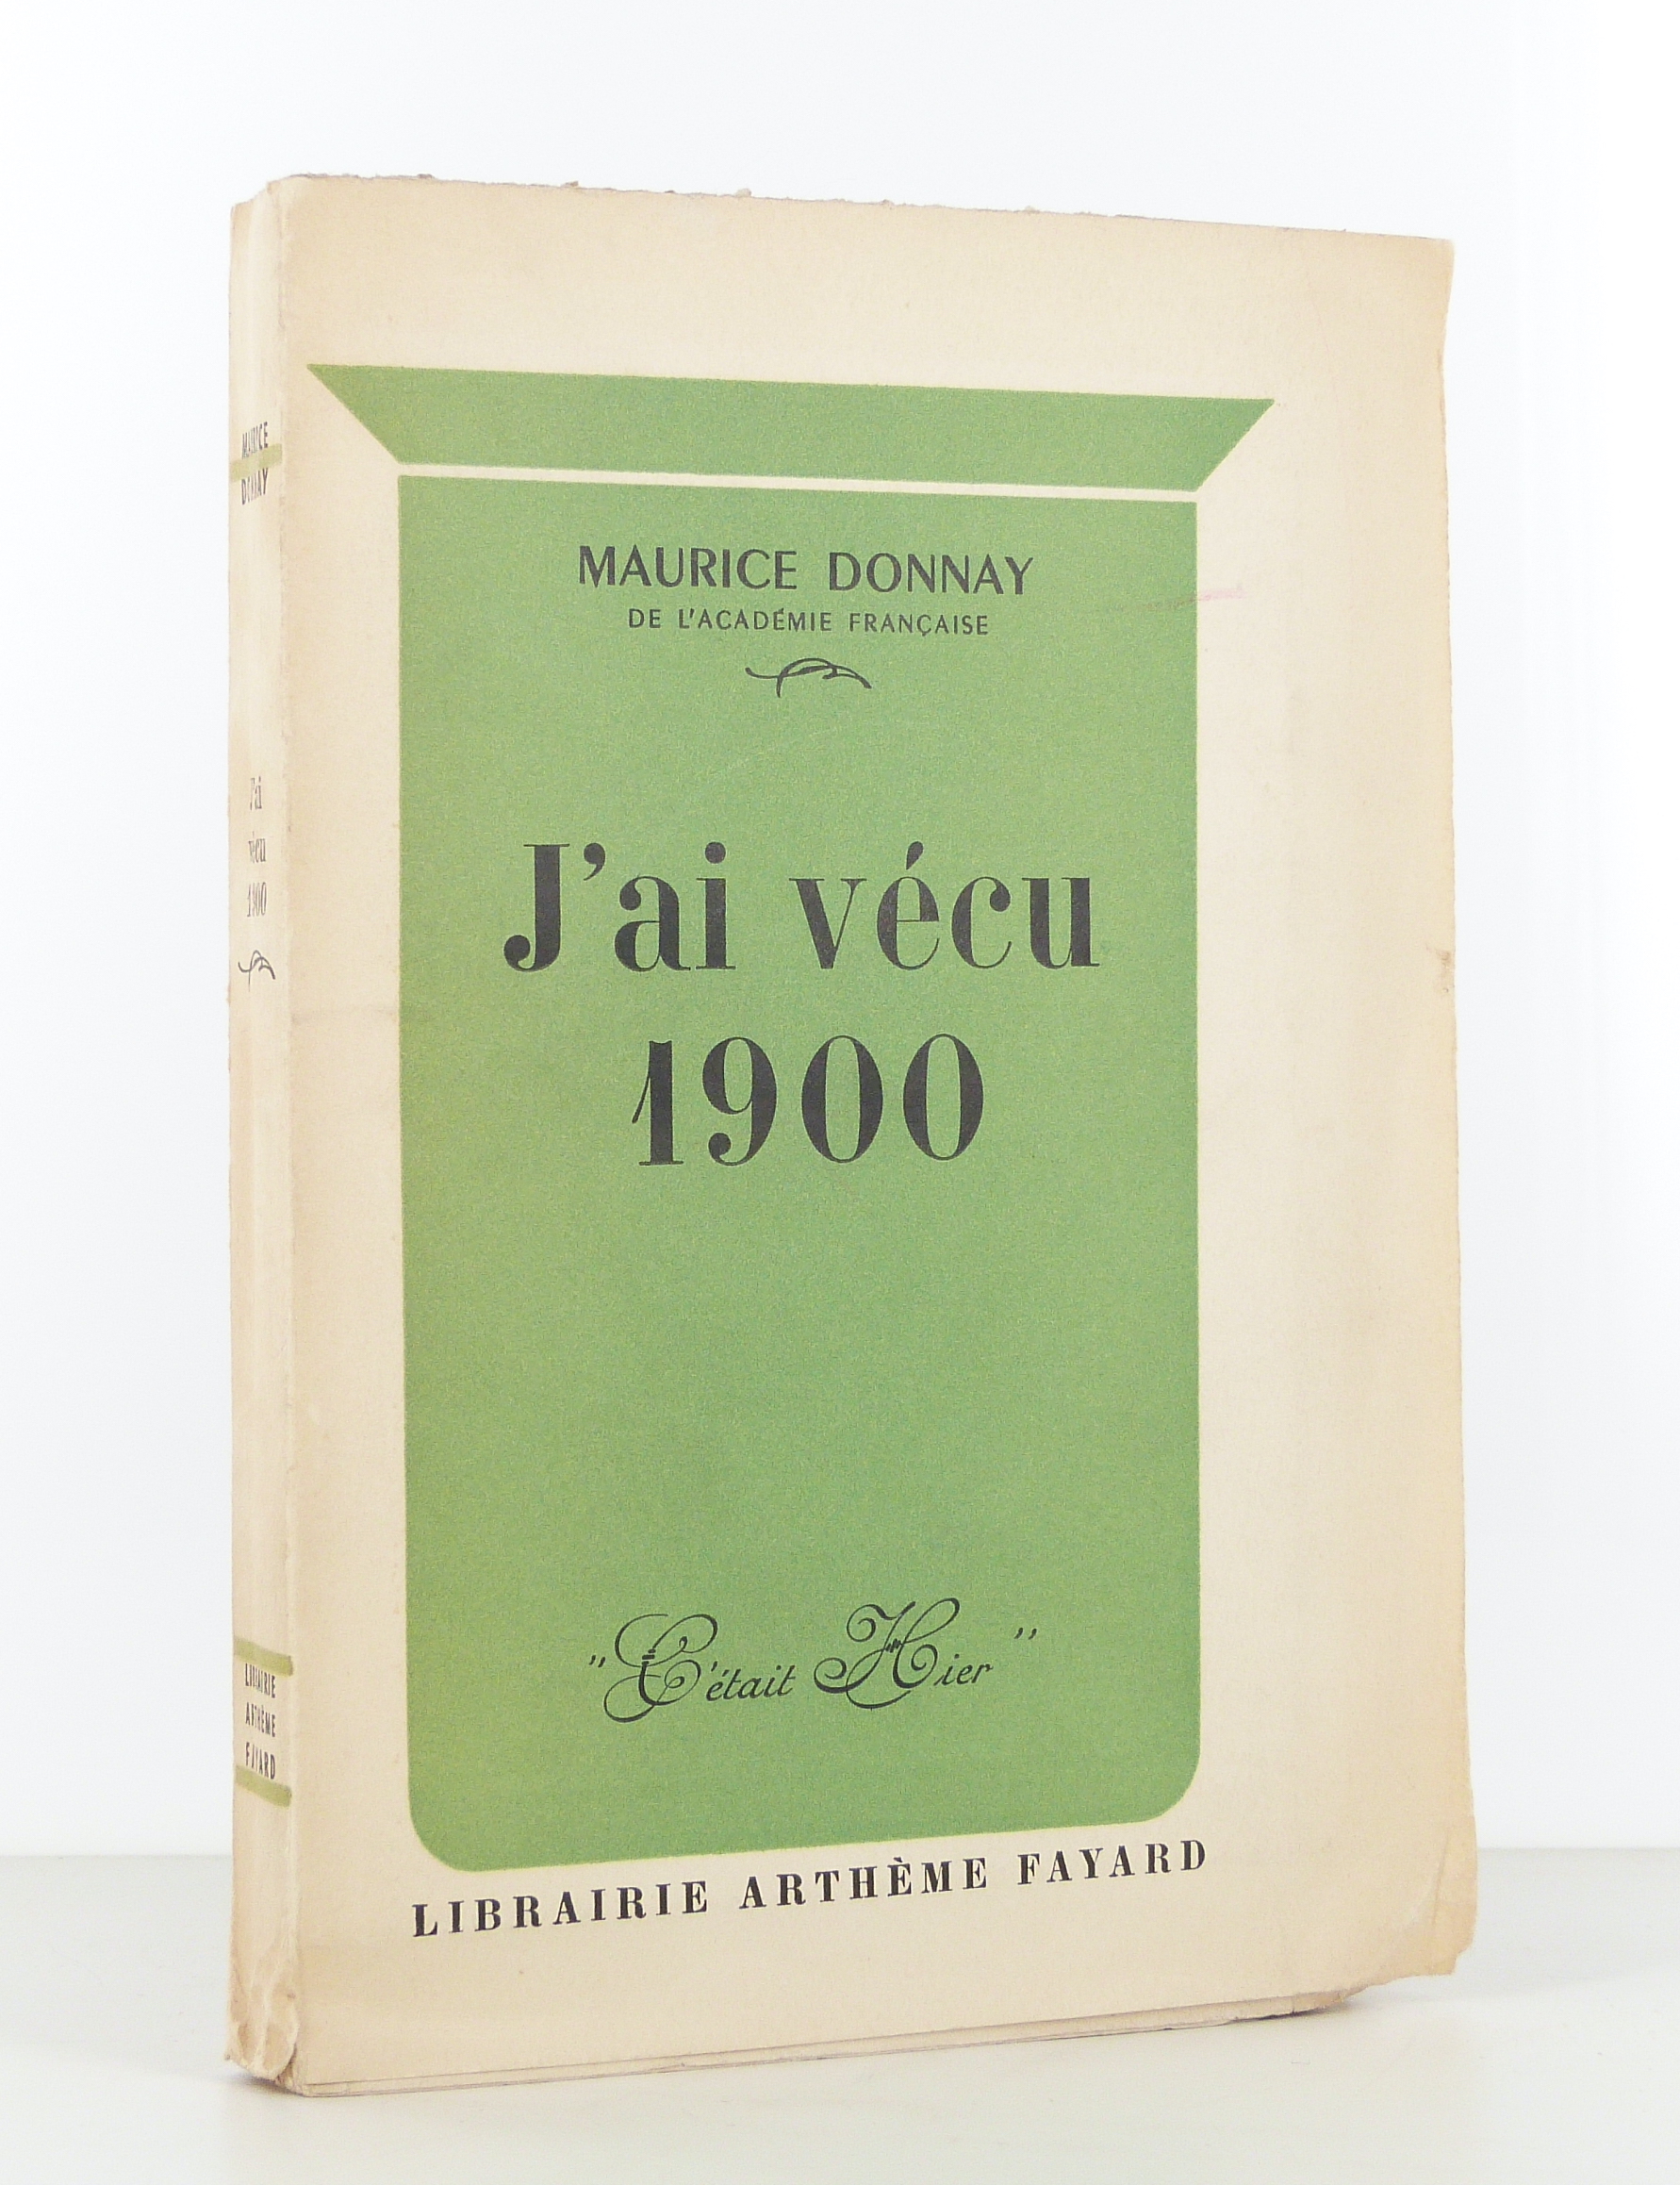 MAURICE
DONNAY
J'ai
vécu
1900
LIBRAIRIE
ARTHÈME
FAYARD
MAURICE DONNAY
DE L'ACADÉMIE FRANÇAISE
J'ai vécu
1900
"C'était Hier"
LIBRAIRIE ARTHÈME FAYARD